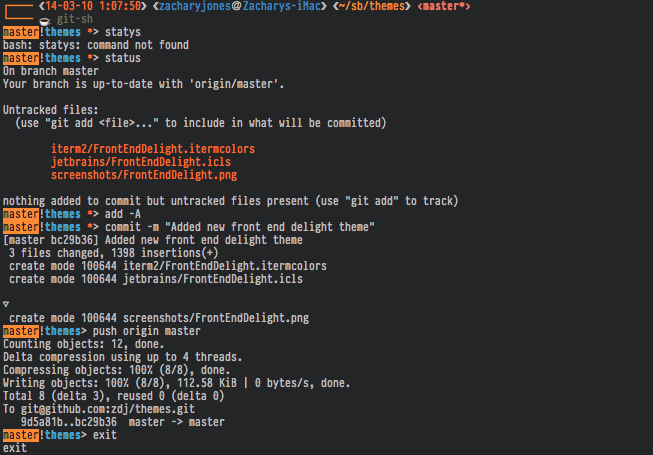 ❮14-03-10 1:07:50❯ ❮zacharyjones@Zacharys-iMac❯ ❮~/sb/themes❯ ❮master*❯
git-sh
master!themes *> statys
bash: statys: command not found
master!themes *> status
On branch master
Your branch is up-to-date with 'origin/master'.
Untracked files:
(use "git add <file>..." to include in what will be committed)
iterm2/FrontEndDelight.itermcolors
jetbrains/FrontEndDelight.icls
screenshots/FrontEndDelight.png
nothing added to commit but untracked files present (use "git add" to track)
master!themes *> add -A
master!themes *> commit -m "Added new front end delight theme"
[master bc29b36] Added new front end delight theme
3 files changed, 1398 insertions(+)
create mode 100644 iterm2/FrontEndDelight.itermcolors
create mode 100644 jetbrains/FrontEndDelight.icls
create mode 100644 screenshots/FrontEndDelight.png
master!themes> push origin master
Counting objects: 12, done.
Delta compression using up to 4 threads.
Compressing objects: 100% (8/8), done.
Writing objects: 100% (8/8), 112.58 KiB | 0 bytes/s, done.
Total 8 (delta 3), reused 0 (delta 0)
To git@github.com:zdj/themes.git
9d5a81b..bc29b36  master -> master
master!themes> exit
exit